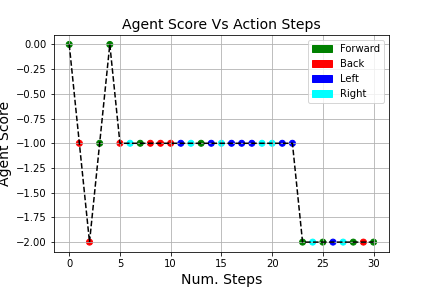 Agent Score Vs Action Steps
Agent Score
0.00
−0.25
−0.50
−0.75
−1.00
−1.25
−1.50
−1.75
−2.00
Forward
Back
Left
Right
0 5 10 15 20 25 30
Num. Steps